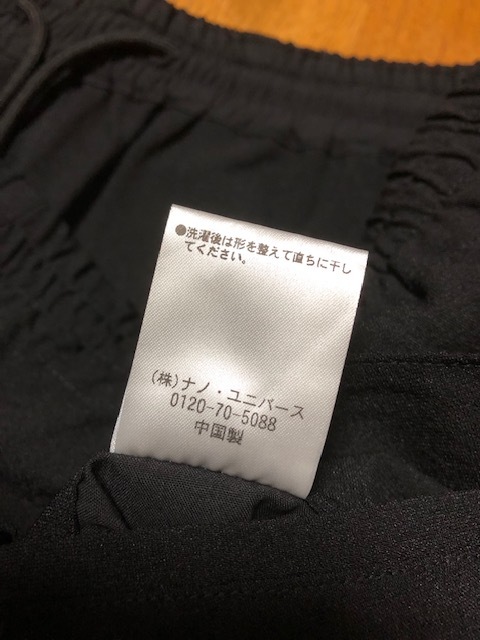 ●洗濯後は形を整えて直ちに干し
てください。
(株)ナノ・ユニバース
0120-70-5088
中国製